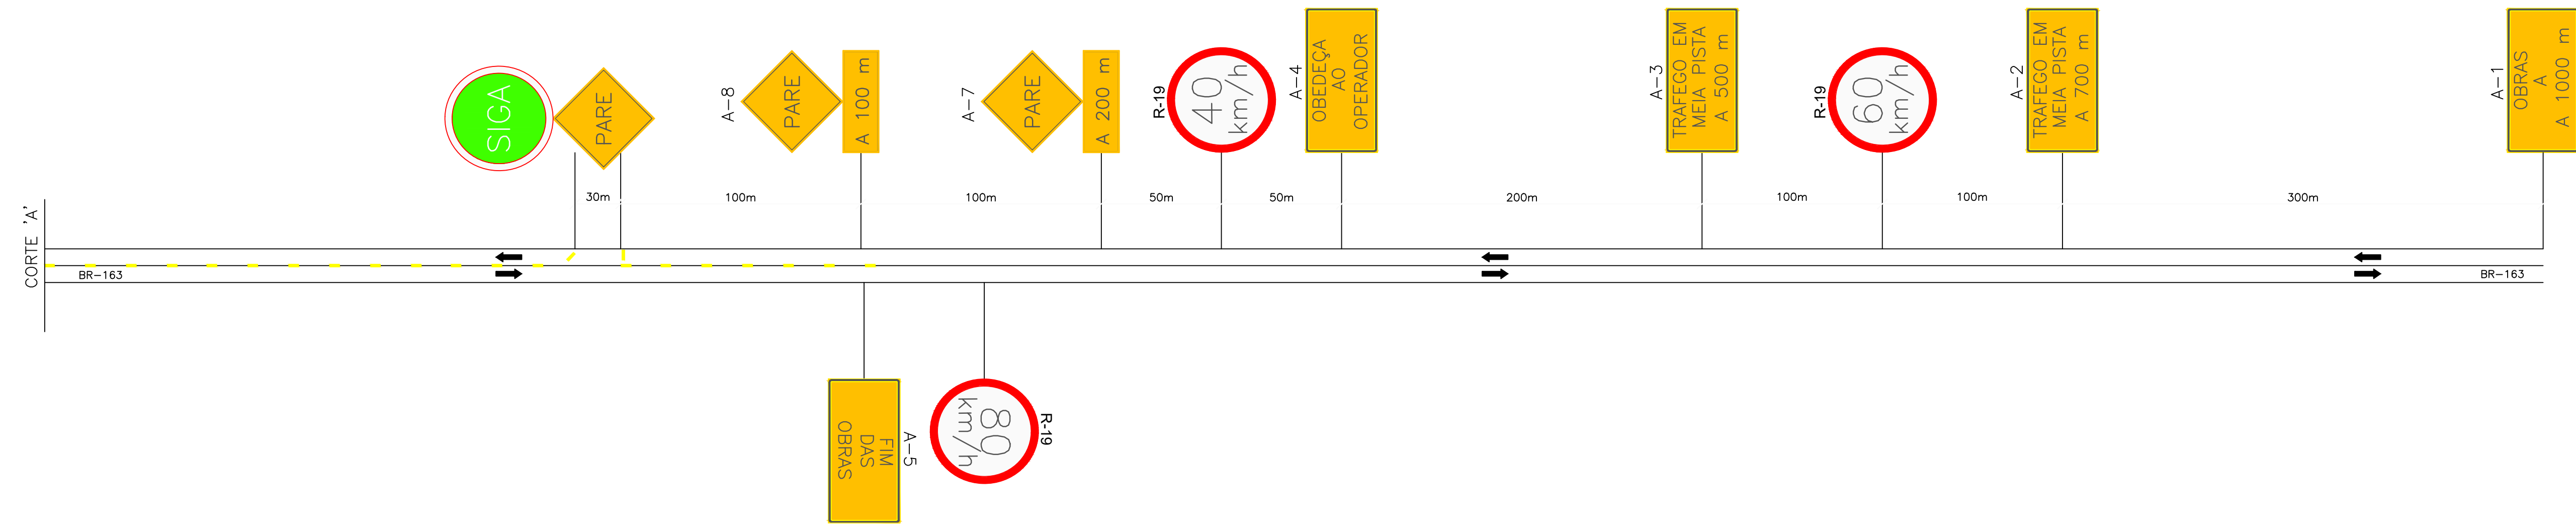 SIGA
PARE
A-8
PARE
A 100 m
A-7
PARE
A 200 m
R-19
40
km/h
A-4
OBEDEÇA
AO
OPERADOR
A-3
TRAFEGO EM
MEIA PISTA
A 500 m
R-19
60
km/h
A-2
TRAFEGO EM
MEIA PISTA
A 700 m
A-1
OBRAS
A
A 1000 m
30m
100m
100m
50m
50m
200m
100m
100m
300m
CORTE 'A'
BR-163
BR-163
FIM
DAS
OBRAS
A-5
80
km/h
R-19